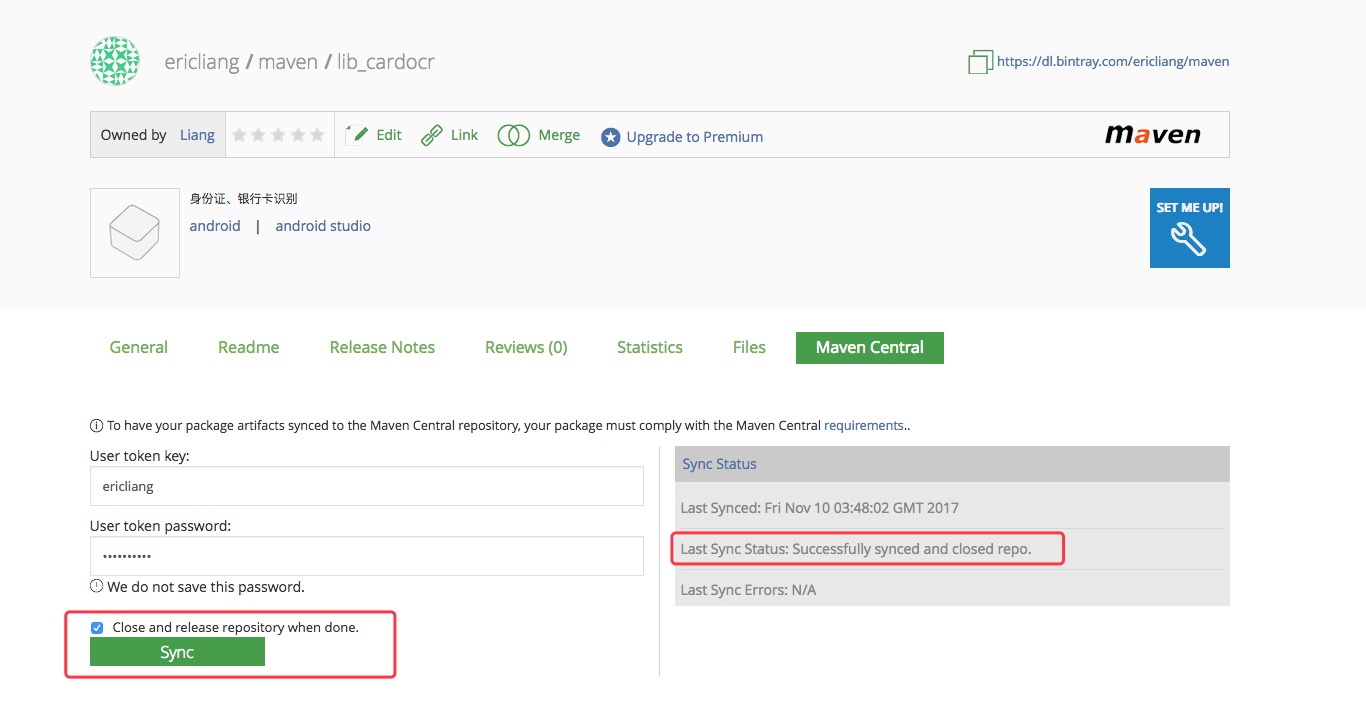 ericliang / maven / lib_cardocr
https://dl.bintray.com/ericliang/maven
Owned by Liang
Edit
Link
Merge
Upgrade to Premium
maven
身份证、银行卡识别
android | android studio
SET ME UP!
General
Readme
Release Notes
Reviews (0)
Statistics
Files
Maven Central
To have your package artifacts synced to the Maven Central repository, your package must comply with the Maven Central requirements..
User token key:
ericliang
User token password:
••••••••••
We do not save this password.
Close and release repository when done.
Sync
Sync Status
Last Synced: Fri Nov 10 03:48:02 GMT 2017
Last Sync Status: Successfully synced and closed repo.
Last Sync Errors: N/A